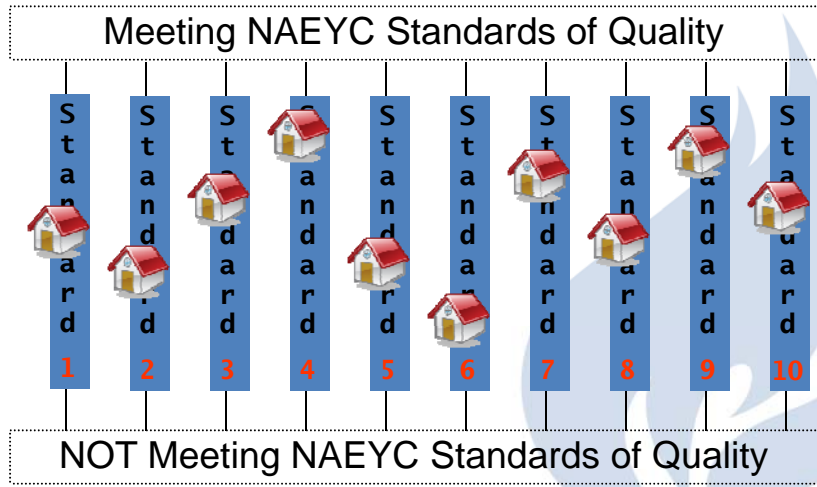 Meeting NAEYC Standards of Quality
Standard 1
Standard 2
Standard 3
Standard 4
Standard 5
Standard 6
Standard 7
Standard 8
Standard 9
Standard 10
NOT Meeting NAEYC Standards of Quality